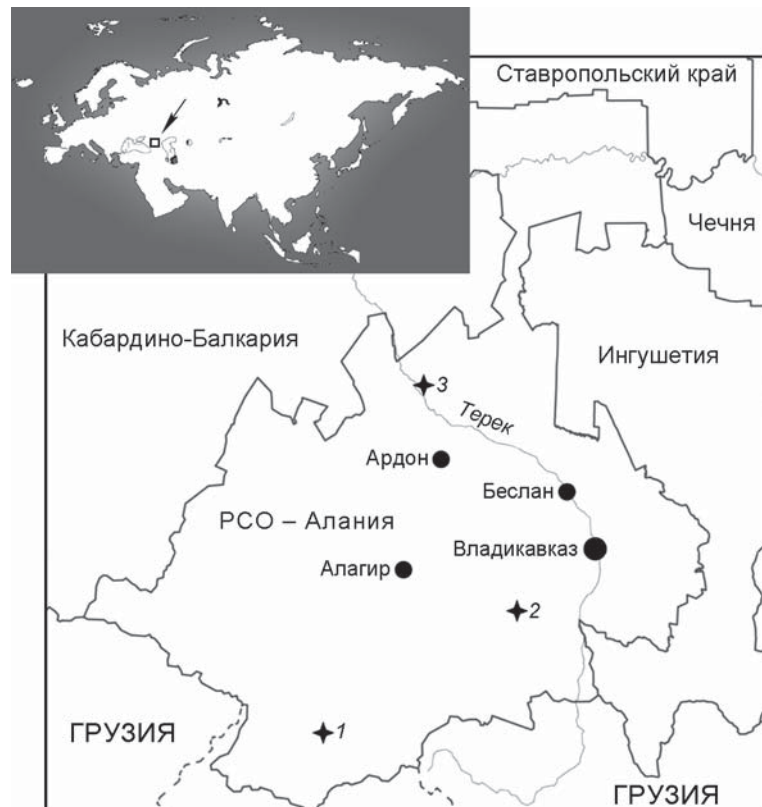 Ставропольский край
Чечня
Кабардино-Балкария
Ингушетия
3
Терек
Ардон
Беслан
РСО – Алания
Владикавказ
Алагир
2
ГРУЗИЯ
1
ГРУЗИЯ